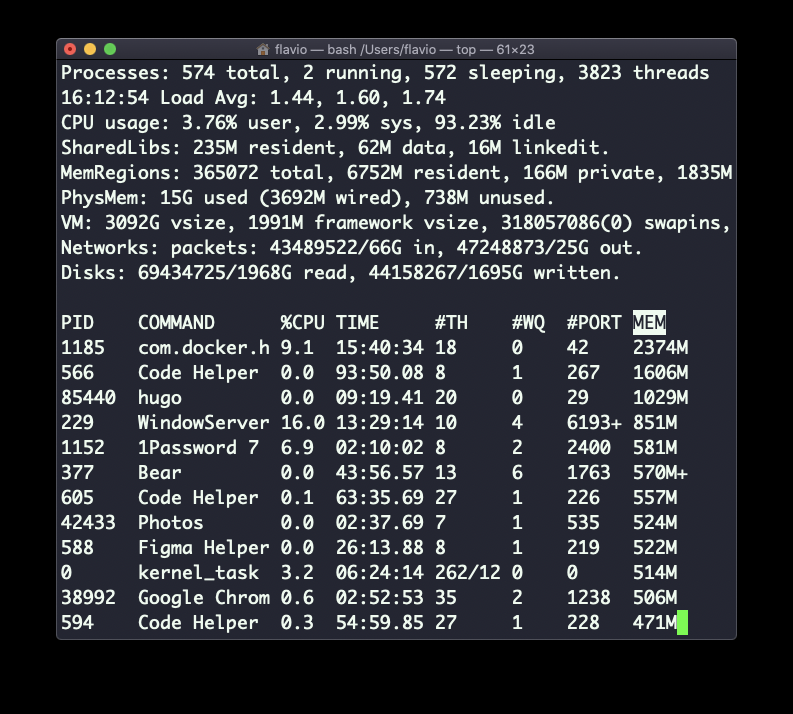 flavio — bash /Users/flavio — top — 61×23
Processes: 574 total, 2 running, 572 sleeping, 3823 threads
16:12:54 Load Avg: 1.44, 1.60, 1.74
CPU usage: 3.76% user, 2.99% sys, 93.23% idle
SharedLibs: 235M resident, 62M data, 16M linkedit.
MemRegions: 365072 total, 6752M resident, 166M private, 1835M
PhysMem: 15G used (3692M wired), 738M unused.
VM: 3092G vsize, 1991M framework vsize, 318057086(0) swapins,
Networks: packets: 43489522/66G in, 47248873/25G out.
Disks: 69434725/1968G read, 44158267/1695G written.
PID    COMMAND      %CPU TIME     #TH    #WQ  #PORT MEM
1185   com.docker.h 9.1  15:40:34 18     0    42    2374M
566    Code Helper  0.0  93:50.08 8      1    267   1606M
85440  hugo         0.0  09:19.41 20     0    29    1029M
229    WindowServer 16.0 13:29:14 10     4    6193+ 851M
1152   1Password 7  6.9  02:10:02 8      2    2400  581M
377    Bear         0.0  43:56.57 13     6    1763  570M+
605    Code Helper  0.1  63:35.69 27     1    226   557M
42433  Photos       0.0  02:37.69 7      1    535   524M
588    Figma Helper 0.0  26:13.88 8      1    219   522M
0      kernel_task  3.2  06:24:14 262/12 0    0     514M
38992  Google Chrom 0.6  02:52:53 35     2    1238  506M
594    Code Helper  0.3  54:59.85 27     1    228   471M